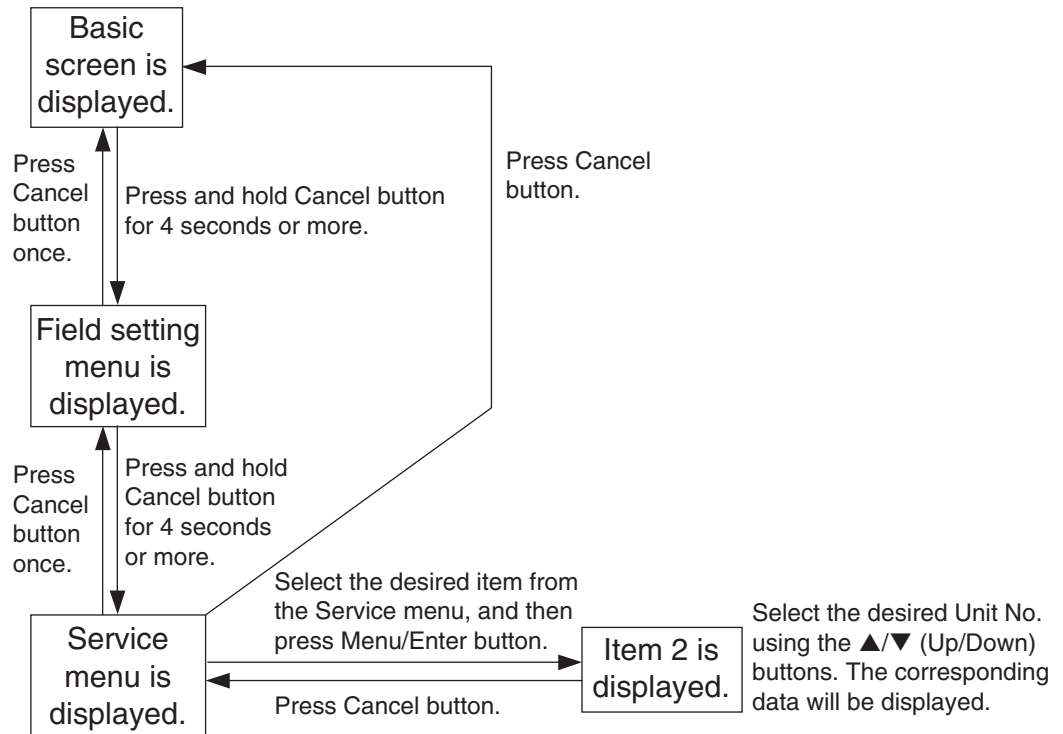 Basic
screen is
displayed.
Press
Cancel
button
once.
Press and hold Cancel button
for 4 seconds or more.
Press Cancel
button.
Field setting
menu is
displayed.
Press
Cancel
button
once.
Press and hold
Cancel button
for 4 seconds
or more.
Service
menu is
displayed.
Select the desired item from
the Service menu, and then
press Menu/Enter button.
Press Cancel button.
Item 2 is
displayed.
Select the desired Unit No.
using the ▲/▼ (Up/Down)
buttons. The corresponding
data will be displayed.